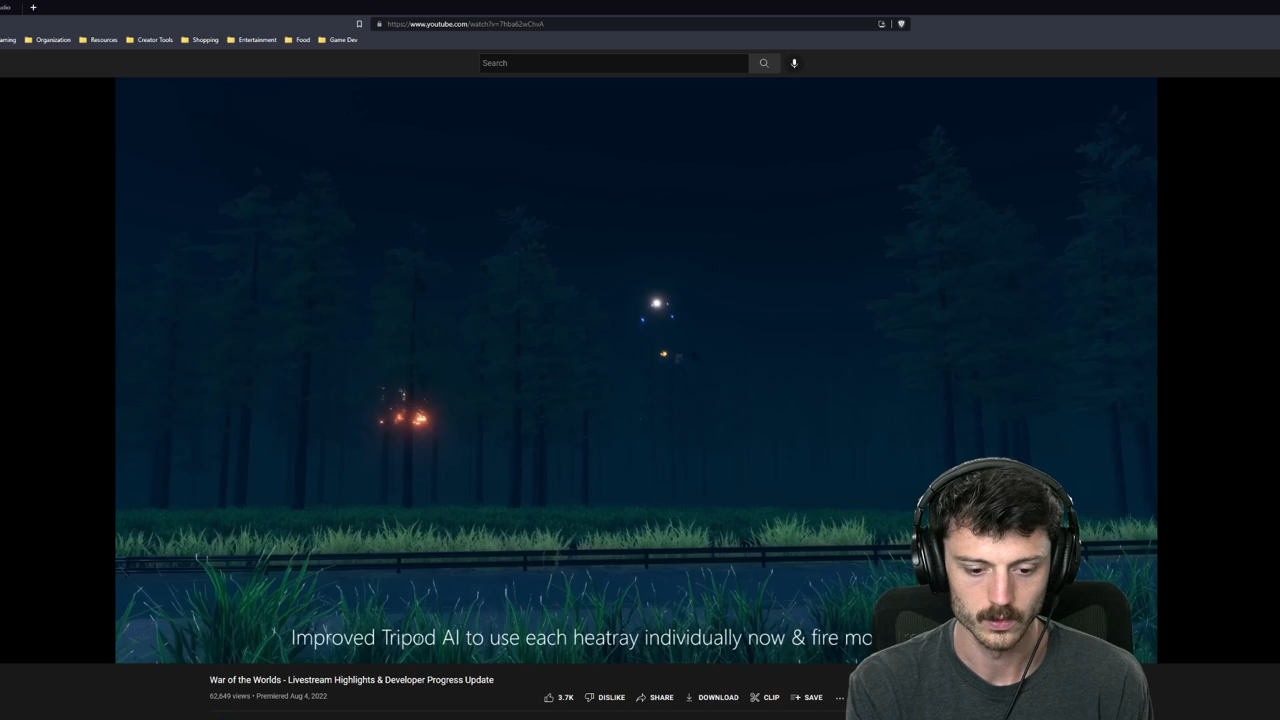 https://www.youtube.com/watch?v=7hba62wChvA
Organization Resources Creator Tools Shopping Entertainment Food Game Dev
Search
Improved Tripod AI to use each heatray individually now & fire
War of the Worlds - Livestream Highlights & Developer Progress Update
62,649 views • Premiered Aug 4, 2022
3.7K DISLIKE SHARE DOWNLOAD CLIP SAVE ...